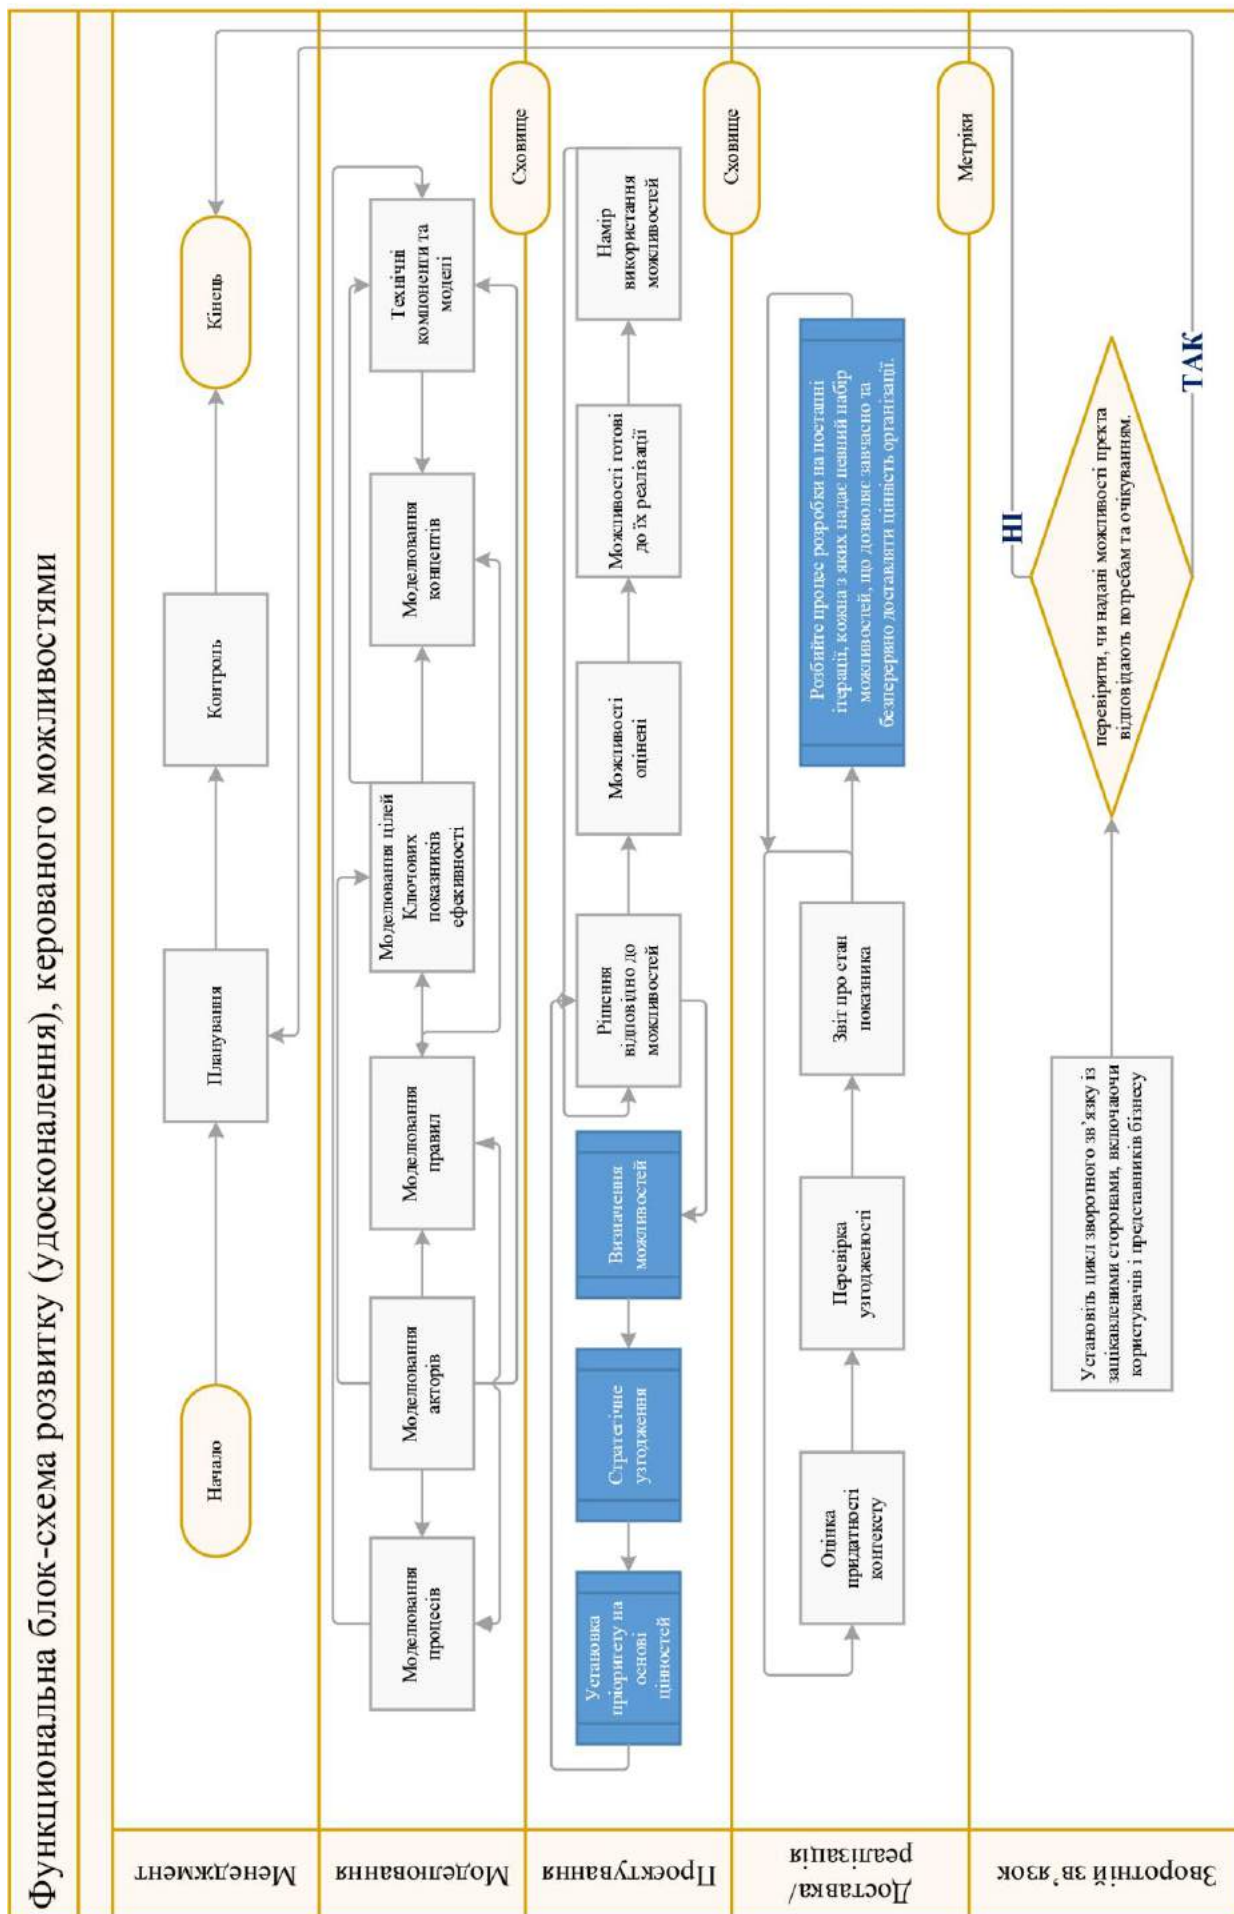 Функциональна блок-схема розвитку (удосконалення), керованого можливостями
Менеджмент
Начало
Планування
Контроль
Кінець
Моделювання
Моделювання
процесів
Моделювання
акторів
Моделювання
правил
Моделювання цілей
Ключових
показників
ефективності
Моделювання
концептів
Технічні
компоненти та
моделі
Сховище
Проєктування
Установка
пріоритету на
основі
цінностей
Стратегічне
узгодження
Визначення
можливостей
Рішення
відповідно до
можливостей
Можливості
оцінені
Можливості готові
до їх реалізації
Намір
використання
можливостей
Сховище
Доставка/
реалізація
Оцінка
придатності
контексту
Перевірка
узгодженості
Звіт про стан
показника
Розбийте процес розробки на постапні
ітерації, кожна з яких надає певний набір
можливостей, що дозволяє завчасно та
безперервно доставляти цінність організації.
Метріки
Зворотній зв’язок
Установіть цикл зворотного зв’язку із
зацікавленими сторонами, включаючи
користувачів і представників бізнесу
перевірити, чи надані можливості прєкта
відповідають потребам та очікуванням.
НІ
ТАК